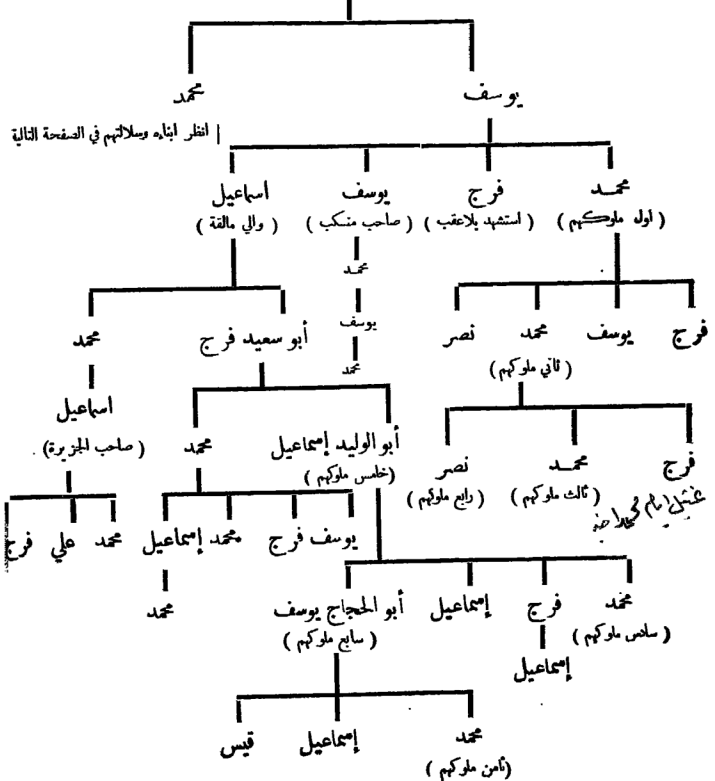 يوسف
محمد
انظر ابناءه وسلالتهم في الصفحة التالية
محمد
فرج
يوسف
اسماعيل
( اول ملوكهم )
( استشهد بلاعقب )
( صاحب منكب )
( والي مالقة )
محمد
يوسف
محمد
فرج
يوسف
محمد
نصر
( ثاني ملوكهم )
أبو سعيد فرج
محمد
فرج
محمد
نصر
( ثالث ملوكهم )
( رابع ملوكهم )
أبو الوليد إسماعيل
( خامس ملوكهم )
محمد
اسماعيل
( صاحب الجزيرة )
يوسف
فرج
محمد
إسماعيل
محمد
علي
فرج
محمد
محمد
فرج
إسماعيل
أبو الحجاج يوسف
( سادس ملوكهم )
( سابع ملوكهم )
إسماعيل
محمد
إسماعيل
قيس
( ثامن ملوكهم )